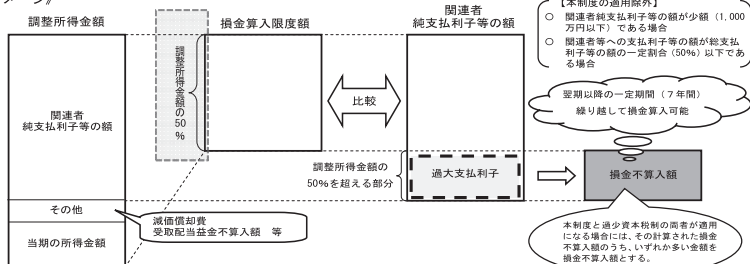 メージ》
調整所得金額
損金算入限度額
関連者
純支払利子等の額
【本制度の適用除外】
○ 関連者純支払利子等の額が少額（1,000
万円以下）である場合
○ 関連者等への支払利子等の額が総支払
利子等の額の一定割合（50%）以下であ
る場合
調整所得金額の50%
関連者
純支払利子等の額
比較
翌期以降の一定期間（７年間）
繰り越して損金算入可能
調整所得金額の
50%を超える部分
過大支払利子
損金不算入額
その他
減価償却費
受取配当益金不算入額　等
当期の所得金額
本制度と過少資本税制の両者が適用
になる場合には、その計算された損金
不算入額のうち、いずれか多い金額を
損金不算入額とする。